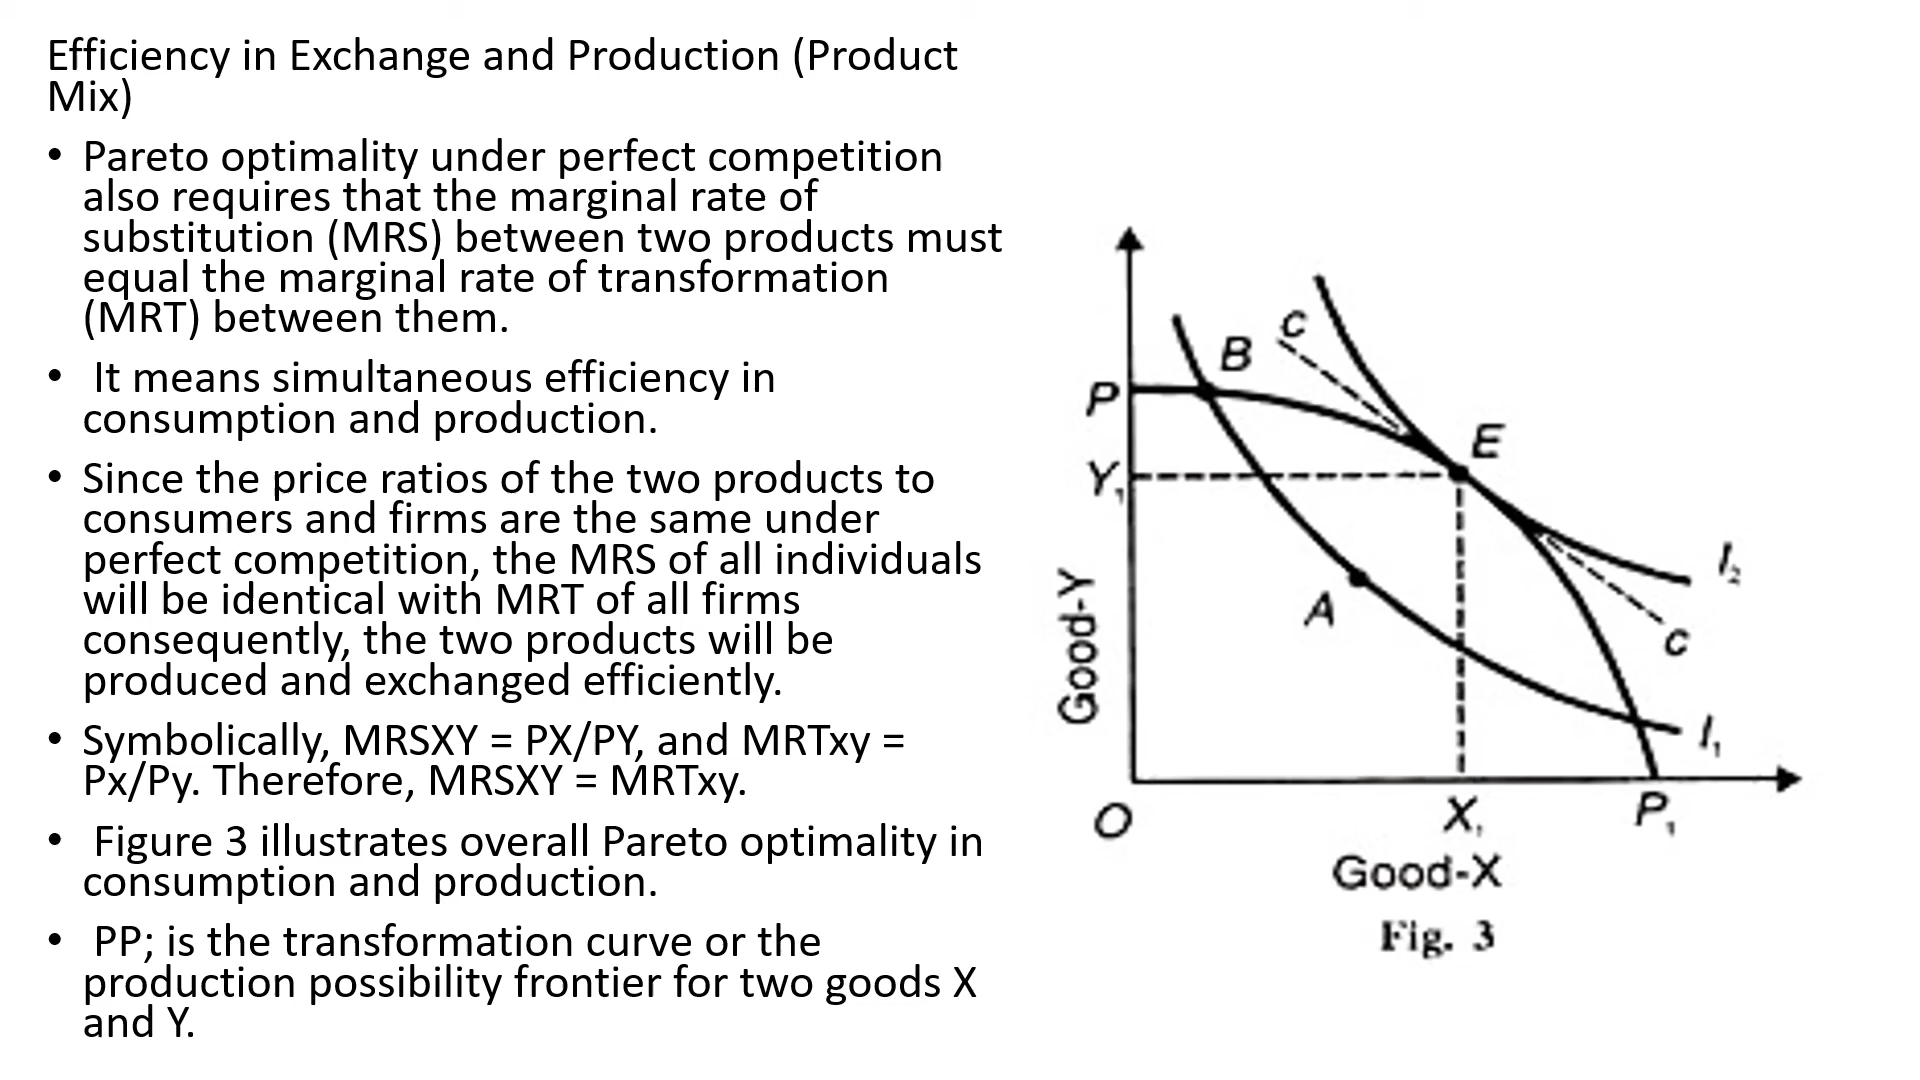 Efficiency in Exchange and Production (Product
Mix)
• Pareto optimality under perfect competition
also requires that the marginal rate of
substitution (MRS) between two products must
equal the marginal rate of transformation
(MRT) between them.
• It means simultaneous efficiency in
consumption and production.
• Since the price ratios of the two products to
consumers and firms are the same under
perfect competition, the MRS of all individuals
will be identical with MRT of all firms
consequently, the two products will be
produced and exchanged efficiently.
• Symbolically, MRSXY = PX/PY, and MRTxy =
Px/Py. Therefore, MRSXY = MRTxy.
• Figure 3 illustrates overall Pareto optimality in
consumption and production.
• PP; is the transformation curve or the
production possibility frontier for two goods X
and Y.
C
B
P
E
Y₁
I₂
A
C
Good-Y
I₁
O
X₁
P₁
Good-X
Fig. 3